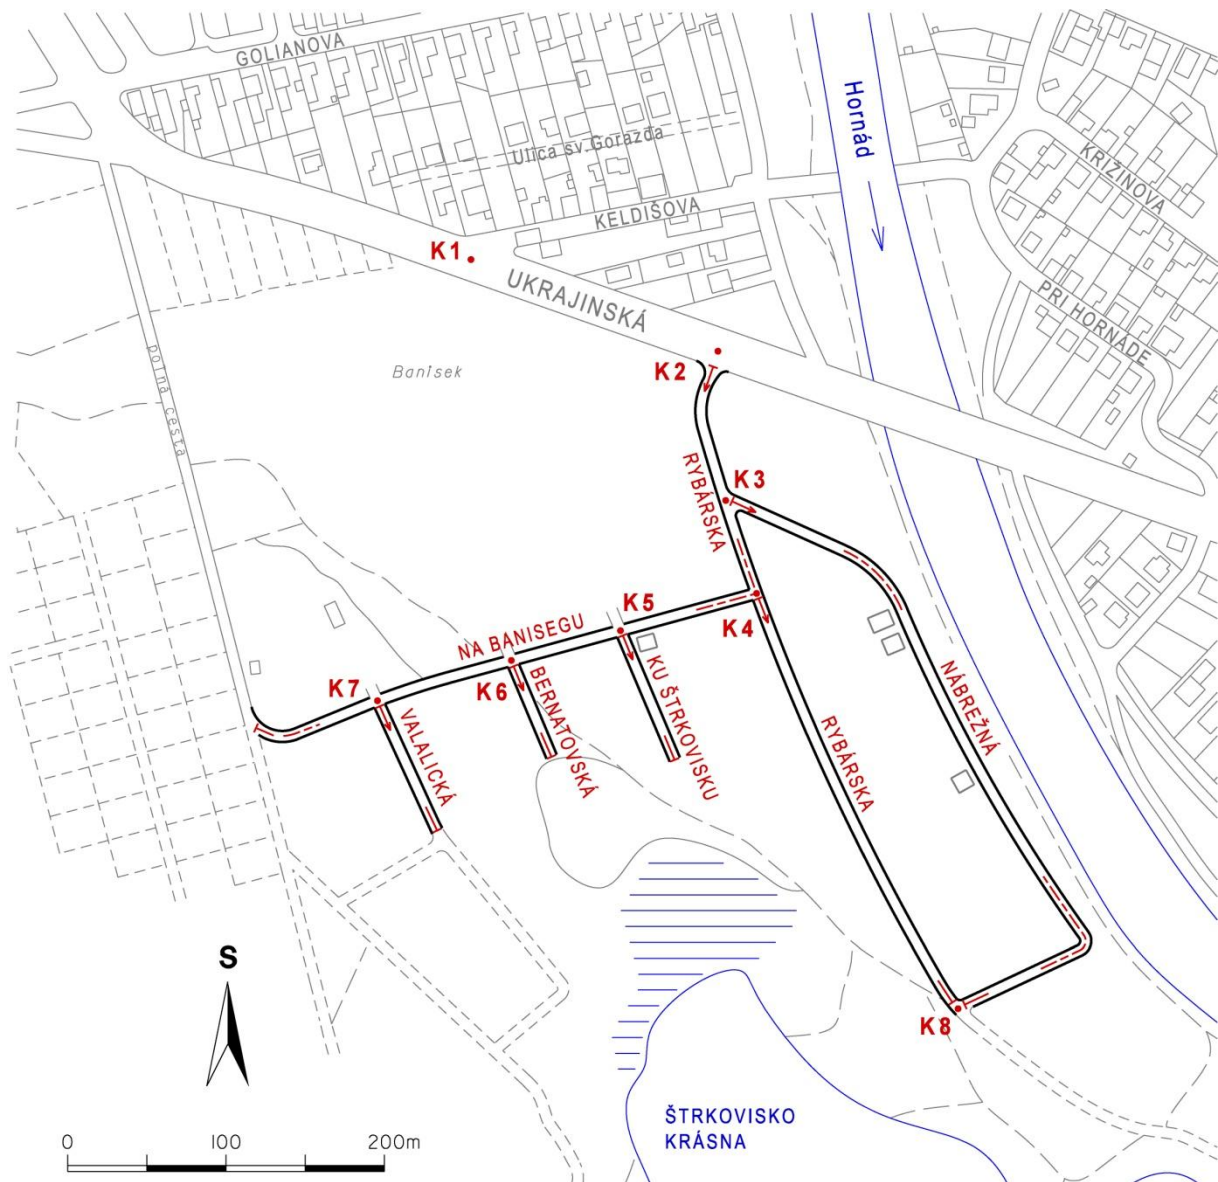 GOLIANOVA
Ulica sv.Gorazda
Hornád
KRIŽINOVA
KELDIŠOVA
K1
UKRAJINSKÁ
PRI HORNÁDE
poľná cesta
Banisek
K2
RYBÁRSKA
K3
K5
K4
NA BANISEGU
K7
K6
BERNATOVSKÁ
KU ŠTRKOVISKU
NÁBREŽNÁ
VALALICKÁ
RYBÁRSKA
S
K8
ŠTRKOVISKO
KRÁSNA
0 100 200m